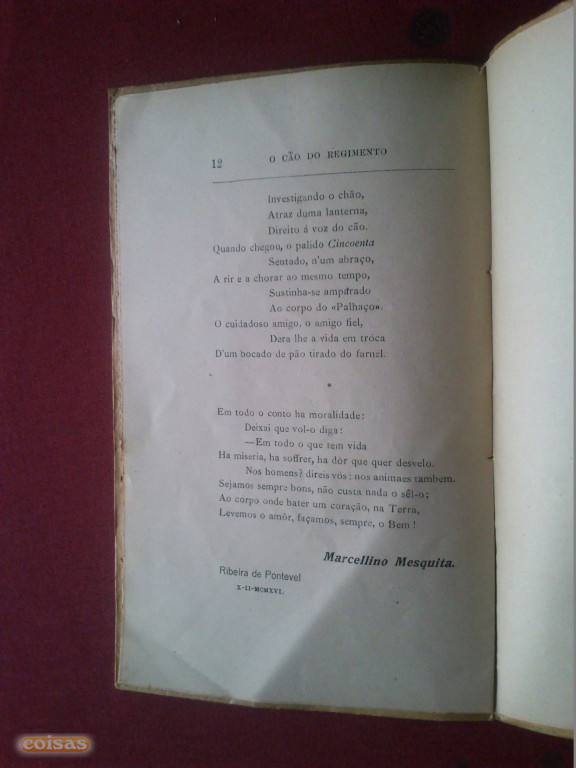 12 O CÃO DO REGIMENTO
Investigando o chão,
Atraz duma lanterna,
Direito á voz do cão.
Quando chegou, o palido Cincoenta
Sentado, n'um abraço,
A rir e a chorar ao mesmo tempo,
Sustinha-se amparado
Ao corpo do «Palhaço».
O cuidadoso amigo, o amigo fiel,
Dera lhe a vida em tróca
D'um bocado de pão tirado do farnel.
*
Em todo o conto ha moralidade:
Deixai que vol-o diga:
—Em todo o que tem vida
Ha miseria, ha soffrer, ha dôr que quer desvelo.
Nos homens? direis vós: nos animaes tambem.
Sejamos sempre bons, não custa nada o sêl-o;
Ao corpo onde bater um coração, na Terra,
Levemos o amôr, façamos, sempre, o Bem!
Marcellino Mesquita.
Ribeira de Pontevel
X-II-MCMXVI.
coisas